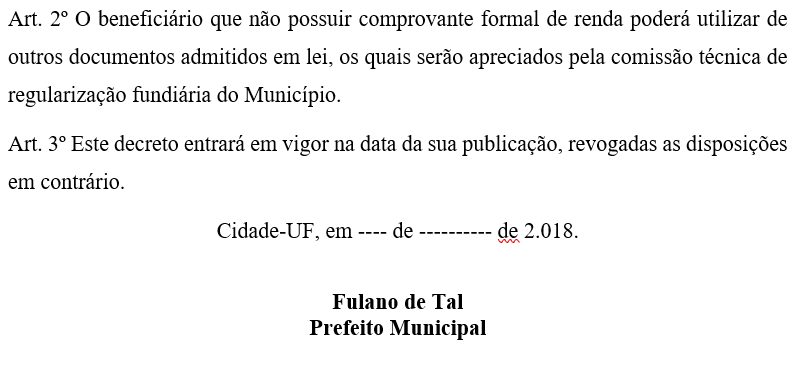 Art. 2º O beneficiário que não possuir comprovante formal de renda poderá utilizar de
outros documentos admitidos em lei, os quais serão apreciados pela comissão técnica de
regularização fundiária do Município.
Art. 3º Este decreto entrará em vigor na data da sua publicação, revogadas as disposições
em contrário.
Cidade-UF, em ---- de ---------- de 2.018.
Fulano de Tal
Prefeito Municipal